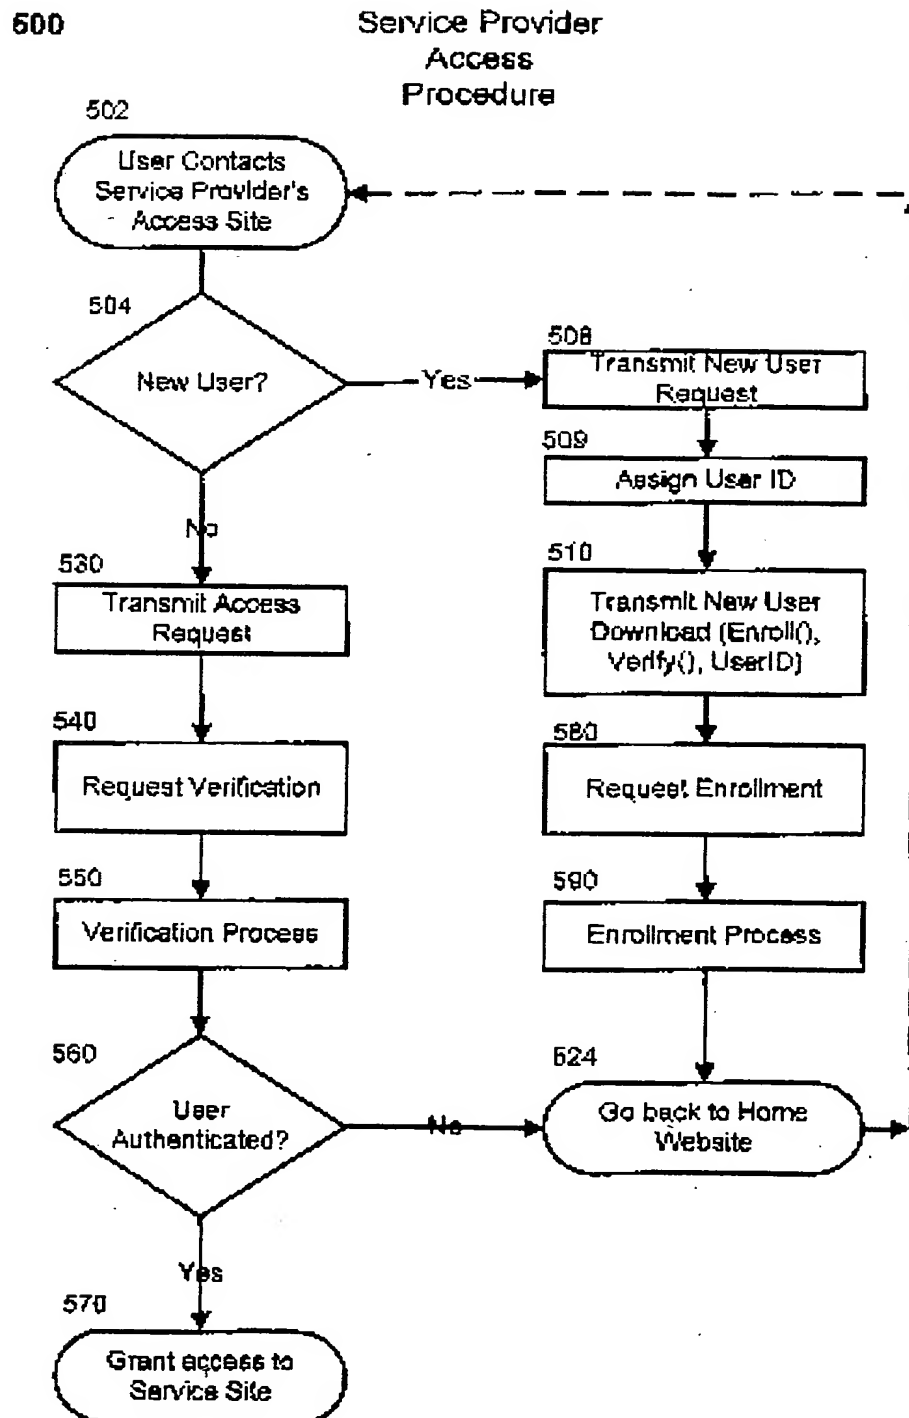 500
Service Provider
Access
Procedure
502
User Contacts
Service Provider's
Access Site
504
New User?
Yes
508
Transmit New User
Request
509
Assign User ID
No
530
Transmit Access
Request
510
Transmit New User
Download (Enroll(),
Verify(), UserID)
540
Request Verification
580
Request Enrollment
550
Verification Process
590
Enrollment Process
560
User
Authenticated?
No
524
Go back to Home
Website
Yes
570
Grant access to
Service Site